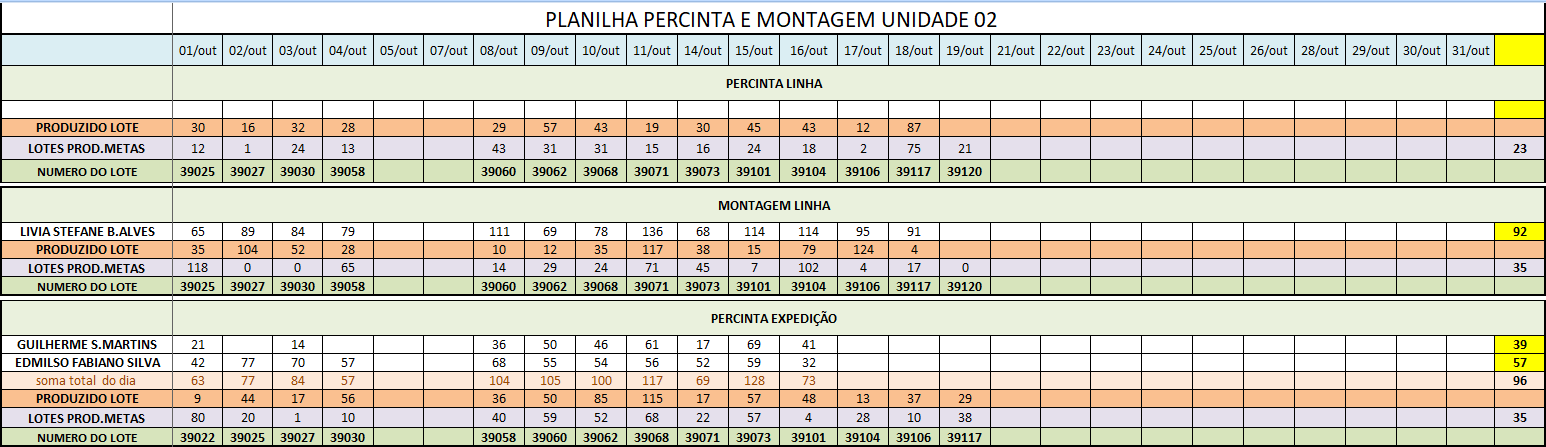 PLANILHA PERCINTA E MONTAGEM UNIDADE 02
01/out 02/out 03/out 04/out 05/out 07/out 08/out 09/out 10/out 11/out 14/out 15/out 16/out 17/out 18/out 19/out 21/out 22/out 23/out 24/out 25/out 26/out 28/out 29/out 30/out 31/out
PERCINTA LINHA
PRODUZIDO LOTE 30 16 32 28 29 57 43 19 30 45 43 12 87
LOTES PROD.METAS 12 1 24 13 43 31 31 15 16 24 18 2 75 21 23
NUMERO DO LOTE 39025 39027 39030 39058 39060 39062 39068 39071 39073 39101 39104 39106 39117 39120
MONTAGEM LINHA
LIVIA STEFANE B.ALVES 65 89 84 79 111 69 78 136 68 114 114 95 91 92
PRODUZIDO LOTE 35 104 52 28 10 12 35 117 38 15 79 124 4
LOTES PROD.METAS 118 0 0 65 14 29 24 71 45 7 102 4 17 0 35
NUMERO DO LOTE 39025 39027 39030 39058 39060 39062 39068 39071 39073 39101 39104 39106 39117 39120
PERCINTA EXPEDIÇÃO
GUILHERME S.MARTINS 21 14 36 50 46 61 17 69 41 39
EDMILSO FABIANO SILVA 42 77 70 57 68 55 54 56 52 59 32 57
soma total do dia 63 77 84 57 104 105 100 117 69 128 73 96
PRODUZIDO LOTE 9 44 17 56 36 50 85 115 17 57 48 13 37 29
LOTES PROD.METAS 80 20 1 10 40 59 52 68 22 57 4 28 10 38 35
NUMERO DO LOTE 39022 39025 39027 39030 39058 39060 39062 39068 39071 39073 39101 39104 39106 39117